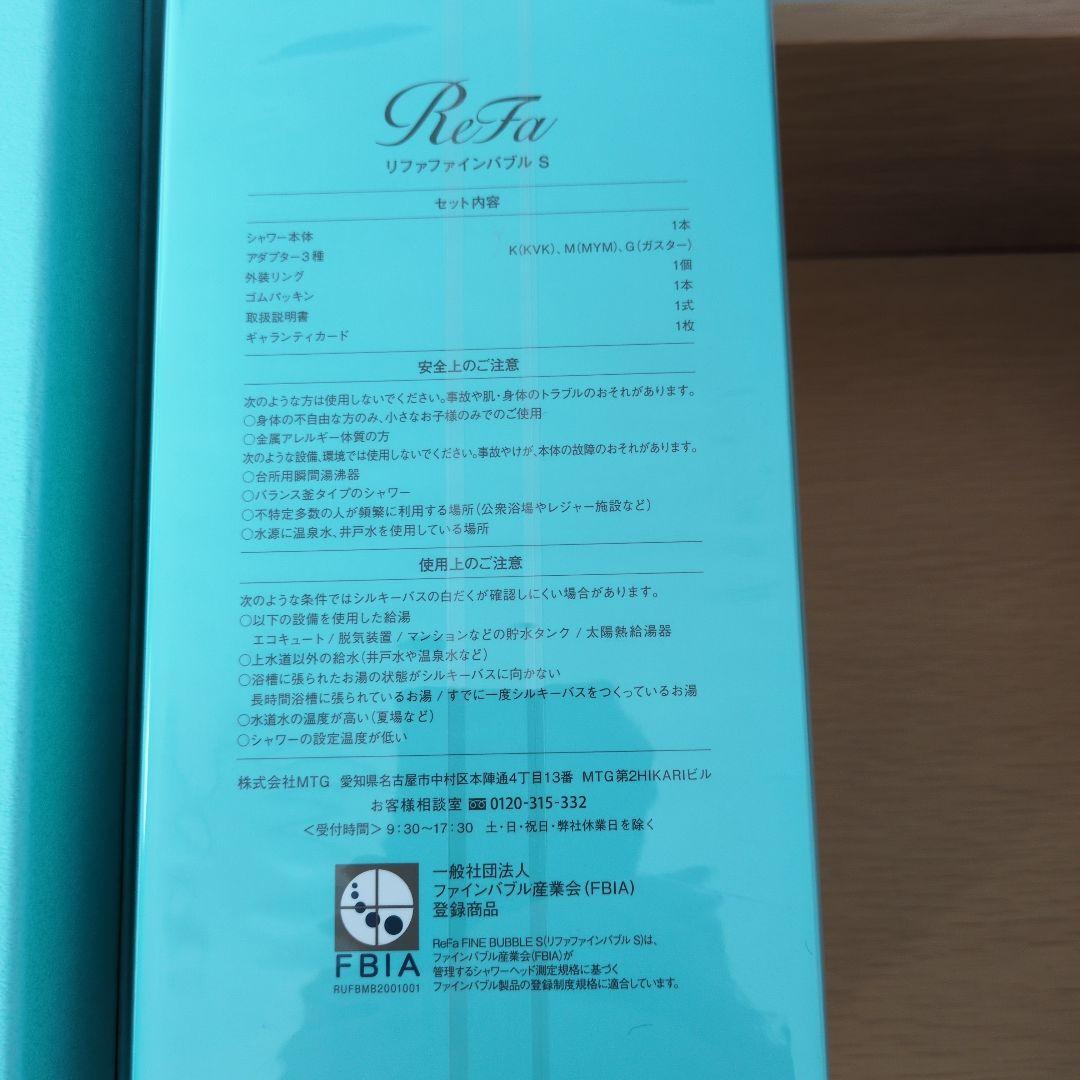 ReFa
リファファインバブル S
セット内容
シャワー本体 1本
アダプター3種 K(KVK)、M(MYM)、G(ガスター)
外装リング 1個
ゴムパッキン 1本
取扱説明書 1式
ギャランティカード 1枚
安全上のご注意
次のような方は使用しないでください。事故や肌・身体のトラブルのおそれがあります。
○身体の不自由な方のみ、小さなお子様のみでのご使用
○金属アレルギー体質の方
次のような設備、環境では使用しないでください。事故やけが、本体の故障のおそれがあります。
○台所用瞬間湯沸器
○バランス釜タイプのシャワー
○不特定多数の人が頻繁に利用する場所(公衆浴場やレジャー施設など)
○水源に温泉水、井戸水を使用している場所
使用上のご注意
次のような条件ではシルキーバスの白だくが確認しにくい場合があります。
○以下の設備を使用した給湯
エコキュート / 脱気装置 / マンションなどの貯水タンク / 太陽熱給湯器
○上水道以外の給水(井戸水や温泉水など)
○浴槽に張られたお湯の状態がシルキーバスに向かない
長時間浴槽に張られているお湯 / すでに一度シルキーバスをつくっているお湯
○水道水の温度が高い(夏場など)
○シャワーの設定温度が低い
株式会社MTG 愛知県名古屋市中村区本陣通4丁目13番 MTG第2HIKARIビル
お客様相談室 0120-315-332
<受付時間> 9:30〜17:30 土・日・祝日・弊社休業日を除く
一般社団法人
ファインバブル産業会(FBIA)
登録商品
ReFa FINE BUBBLE S(リファファインバブル S)は、
ファインバブル産業会(FBIA)が
管理するシャワーヘッド測定規格に基づく
ファインバブル製品の登録制度規格に適合しています。
FBIA
RUFBMB2001001